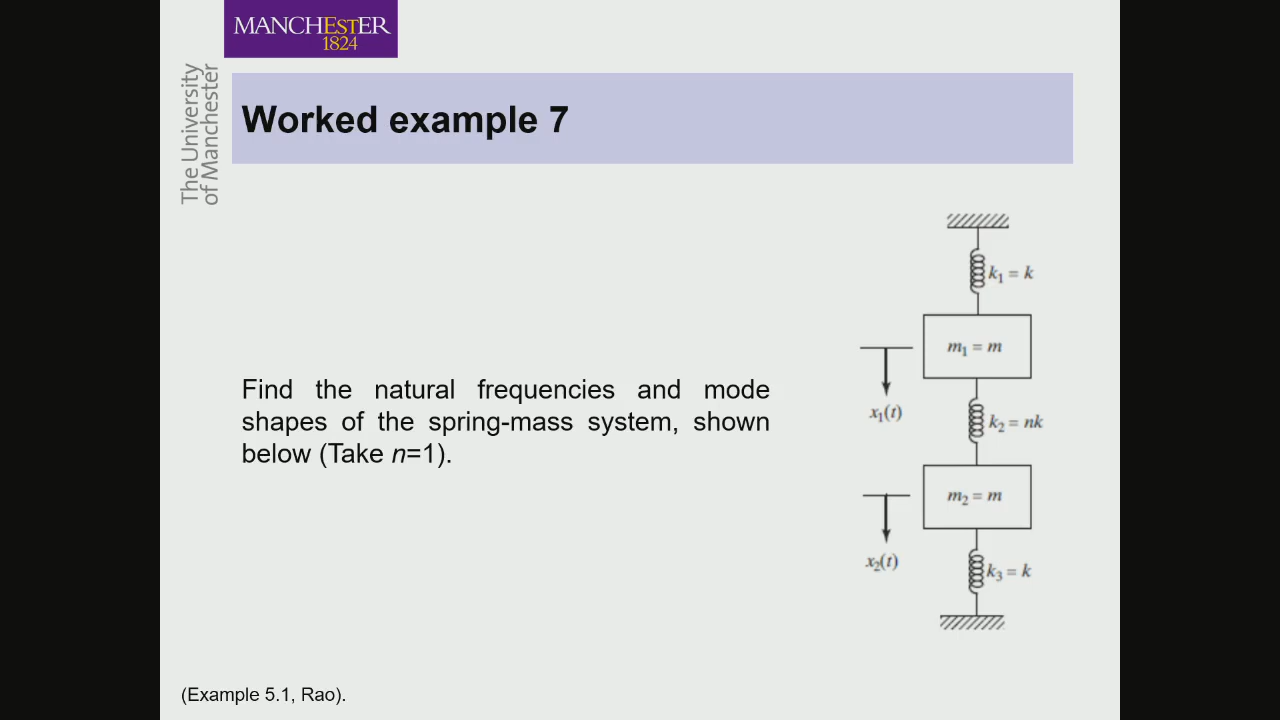 MANCHESTER
1824
The University
of Manchester
Worked example 7
Find the natural frequencies and mode
shapes of the spring-mass system, shown
below (Take n=1).
k₁ = k
m₁ = m
x₁(t)
k₂ = nk
m₂ = m
x₂(t)
k₃ = k
(Example 5.1, Rao).